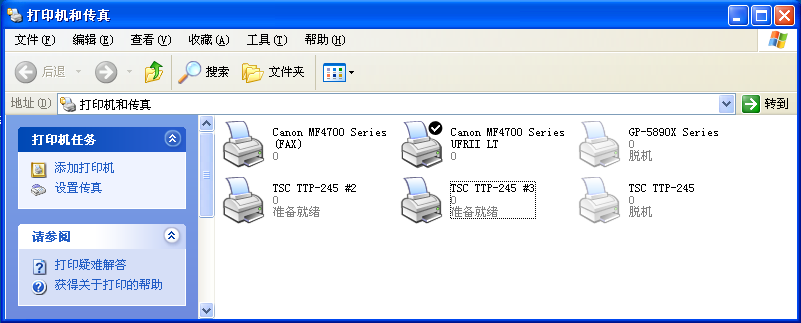 打印机和传真
文件(F) 编辑(E) 查看(V) 收藏(A) 工具(T) 帮助(H)
后退 搜索 文件夹
地址(D) 打印机和传真 转到
打印机任务
添加打印机
设置传真
请参阅
打印疑难解答
获得关于打印的帮助
Canon MF4700 Series
(FAX)
0
Canon MF4700 Series
UFRII LT
0
GP-5890X Series
0
脱机
TSC TTP-245 #2
0
准备就绪
TSC TTP-245 #3
0
准备就绪
TSC TTP-245
0
脱机